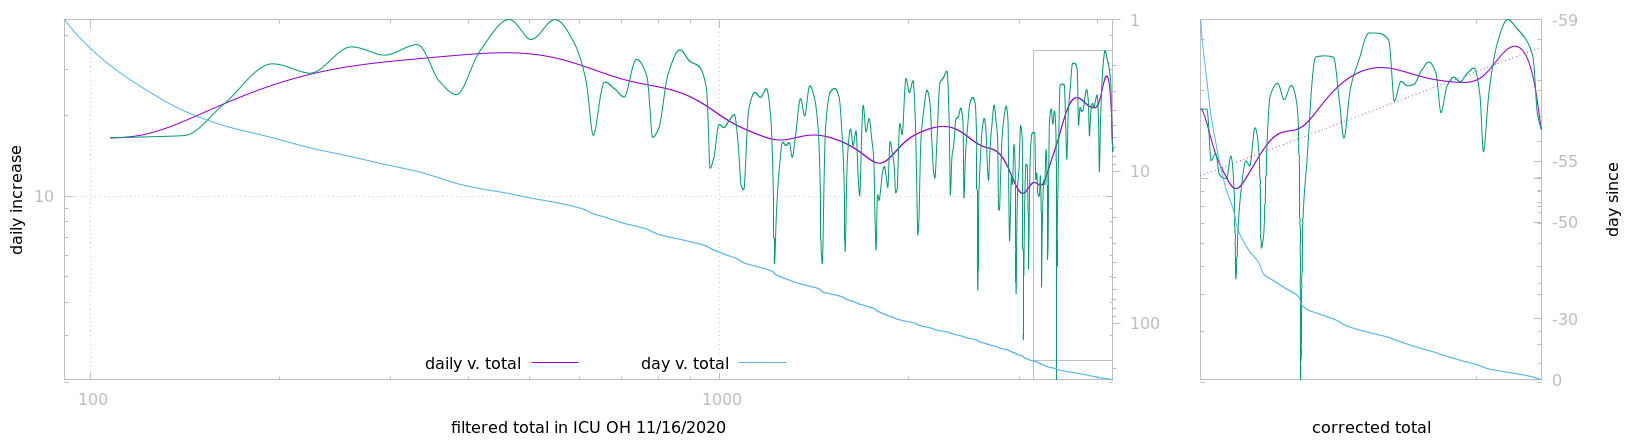 1
-59
-55
10
10
-50
daily increase
day since
100
-30
daily v. total
day v. total
0
100
1000
filtered total in ICU OH 11/16/2020
corrected total